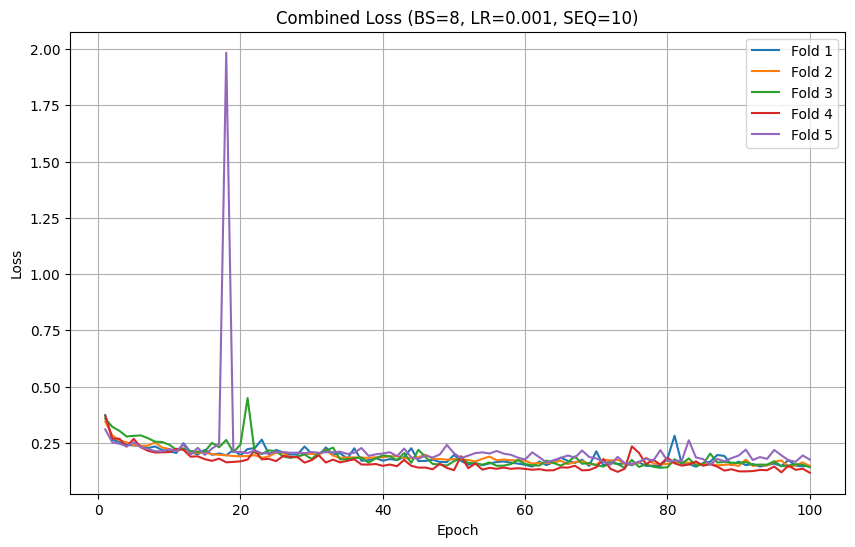 Combined Loss (BS=8, LR=0.001, SEQ=10)
2.00
1.75
1.50
1.25
1.00
0.75
0.50
0.25
Loss
Fold 1
Fold 2
Fold 3
Fold 4
Fold 5
0 20 40 60 80 100
Epoch